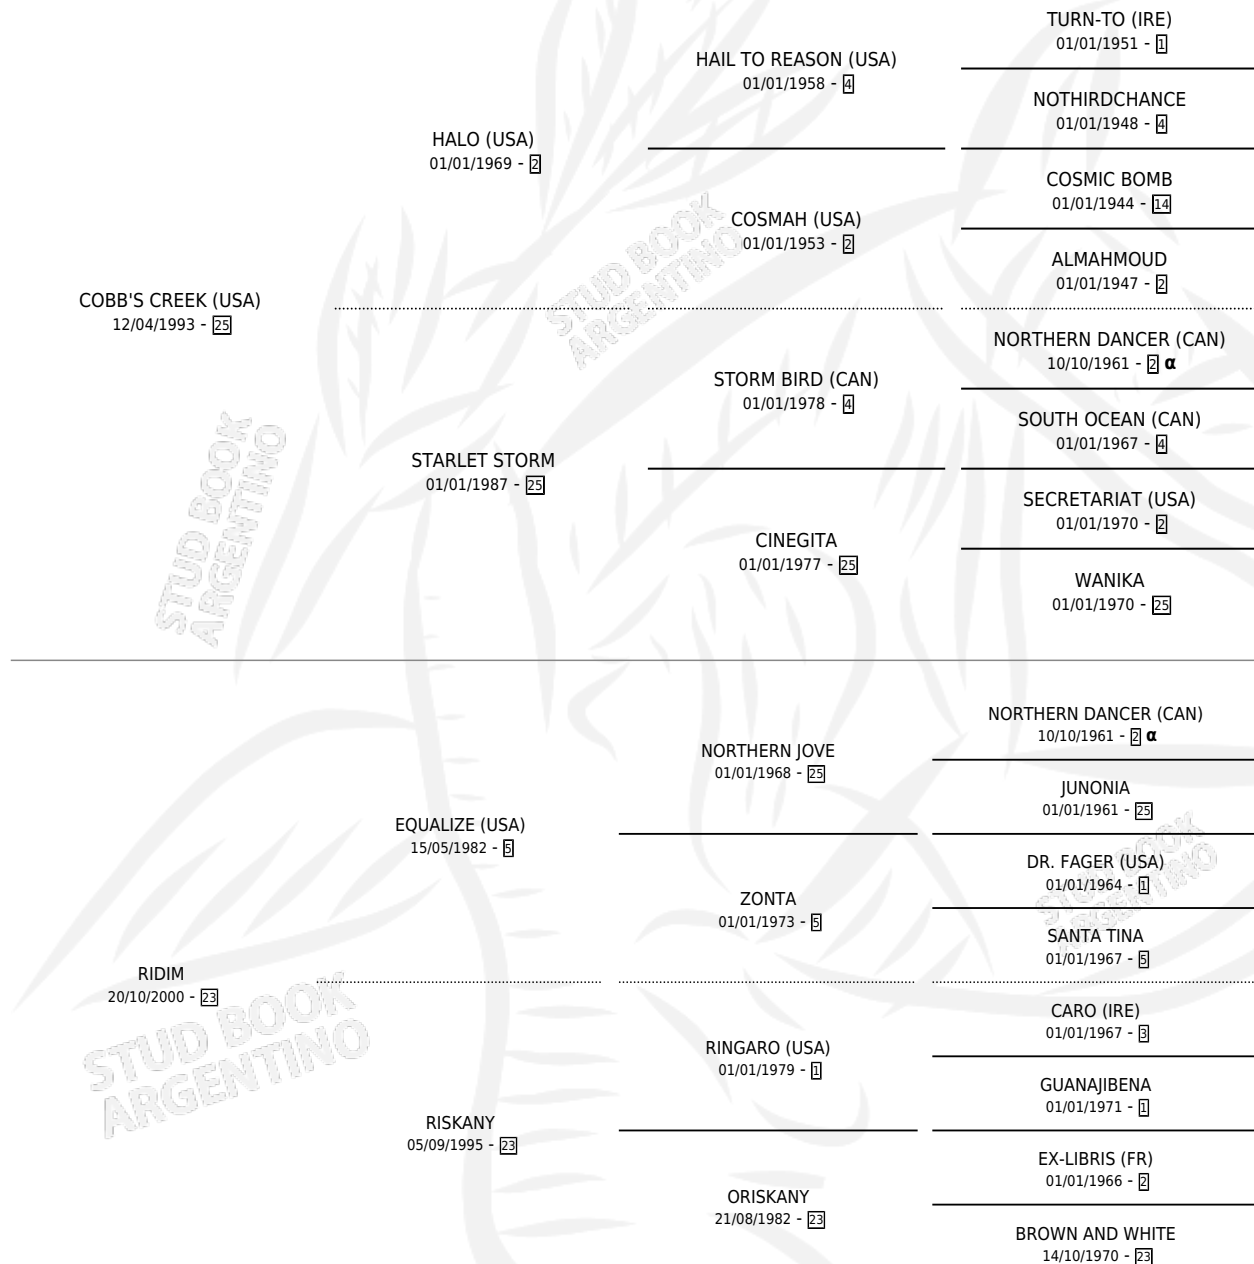 TURN-TO (IRE)
01/01/1951 - 1
HAIL TO REASON (USA)
01/01/1958 - 4
NOTHIRDCHANCE
01/01/1948 - 4
HALO (USA)
01/01/1969 - 2
COSMIC BOMB
01/01/1944 - 14
COSMAH (USA)
01/01/1953 - 2
ALMAHMOUD
01/01/1947 - 2
COBB'S CREEK (USA)
12/04/1993 - 25
NORTHERN DANCER (CAN)
10/10/1961 - 2 α
STORM BIRD (CAN)
01/01/1978 - 4
SOUTH OCEAN (CAN)
01/01/1967 - 4
STARLET STORM
01/01/1987 - 25
SECRETARIAT (USA)
01/01/1970 - 2
CINEGITA
01/01/1977 - 25
WANIKA
01/01/1970 - 25
NORTHERN DANCER (CAN)
10/10/1961 - 2 α
NORTHERN JOVE
01/01/1968 - 25
JUNONIA
01/01/1961 - 25
EQUALIZE (USA)
15/05/1982 - 5
DR. FAGER (USA)
01/01/1964 - 1
ZONTA
01/01/1973 - 5
SANTA TINA
01/01/1967 - 5
RIDIM
20/10/2000 - 23
CARO (IRE)
01/01/1967 - 3
RINGARO (USA)
01/01/1979 - 1
GUANAJIBENA
01/01/1971 - 1
RISKANY
05/09/1995 - 23
EX-LIBRIS (FR)
01/01/1966 - 2
ORISKANY
21/08/1982 - 23
BROWN AND WHITE
14/10/1970 - 23
STUD BOOK
ARGENTINO
STUD BOOK
ARGENTINO
STUD BOOK
ARGENTINO
STUD BOOK
ARGENTINO